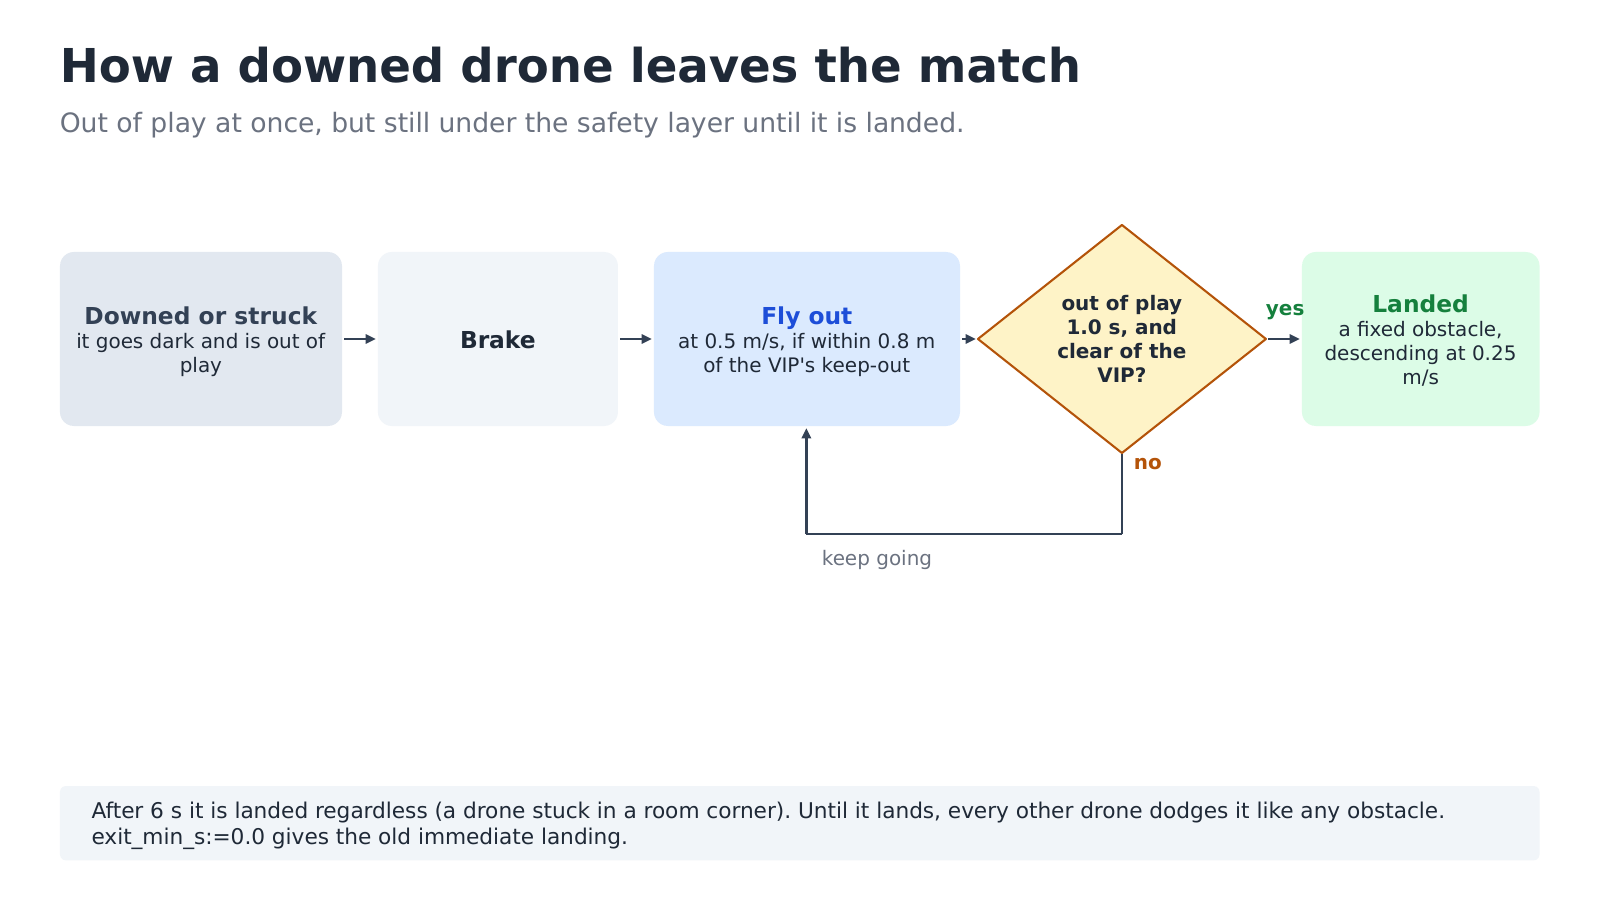 How a downed drone leaves the match
Out of play at once, but still under the safety layer until it is landed.
Downed or struck
it goes dark and is out of
play
Brake
Fly out
at 0.5 m/s, if within 0.8 m
of the VIP's keep-out
out of play
1.0 s, and
clear of the
VIP?
yes
Landed
a fixed obstacle,
descending at 0.25
m/s
no
keep going
After 6 s it is landed regardless (a drone stuck in a room corner). Until it lands, every other drone dodges it like any obstacle.
exit_min_s:=0.0 gives the old immediate landing.